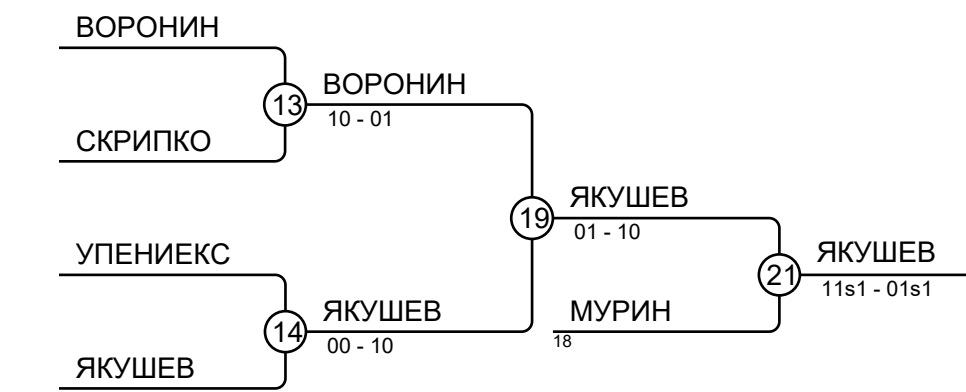 ВОРОНИН
ВОРОНИН
13
10 - 01
СКРИПКО
ЯКУШЕВ
19
01 - 10
УПЕНИЕКС
ЯКУШЕВ
21
11s1 - 01s1
ЯКУШЕВ
МУРИН
14
18
00 - 10
ЯКУШЕВ